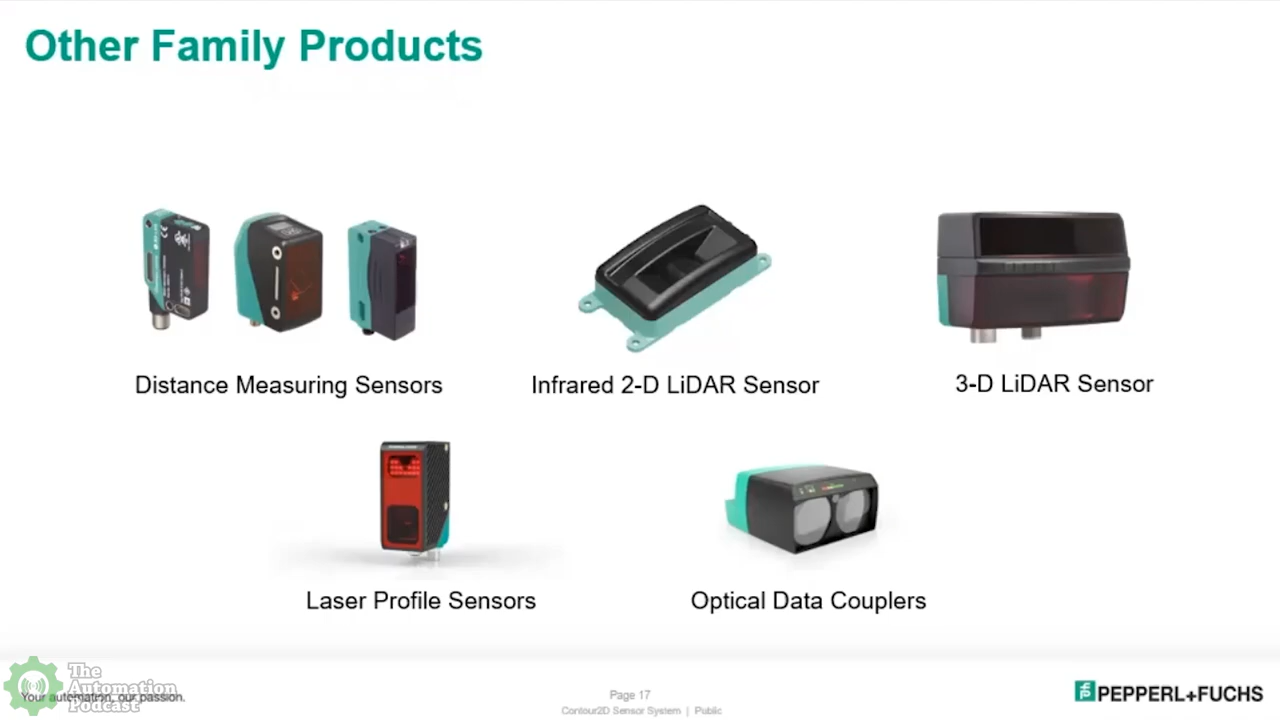 Other Family Products
Distance Measuring Sensors
Infrared 2-D LiDAR Sensor
3-D LiDAR Sensor
Laser Profile Sensors
Optical Data Couplers
The
Automation
Podcast
Your automation, our passion.
Page 17
Contour2D Sensor System | Public
PEPPERL+FUCHS